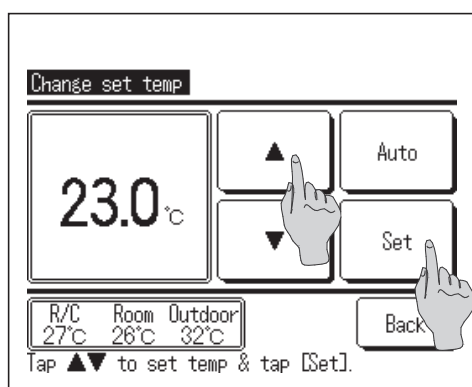 Change set temp
23.0°C
▲
▼
Auto
Set
R/C Room Outdoor
27°C 26°C 32°C
Back
Tap ▲▼ to set temp & tap [Set].